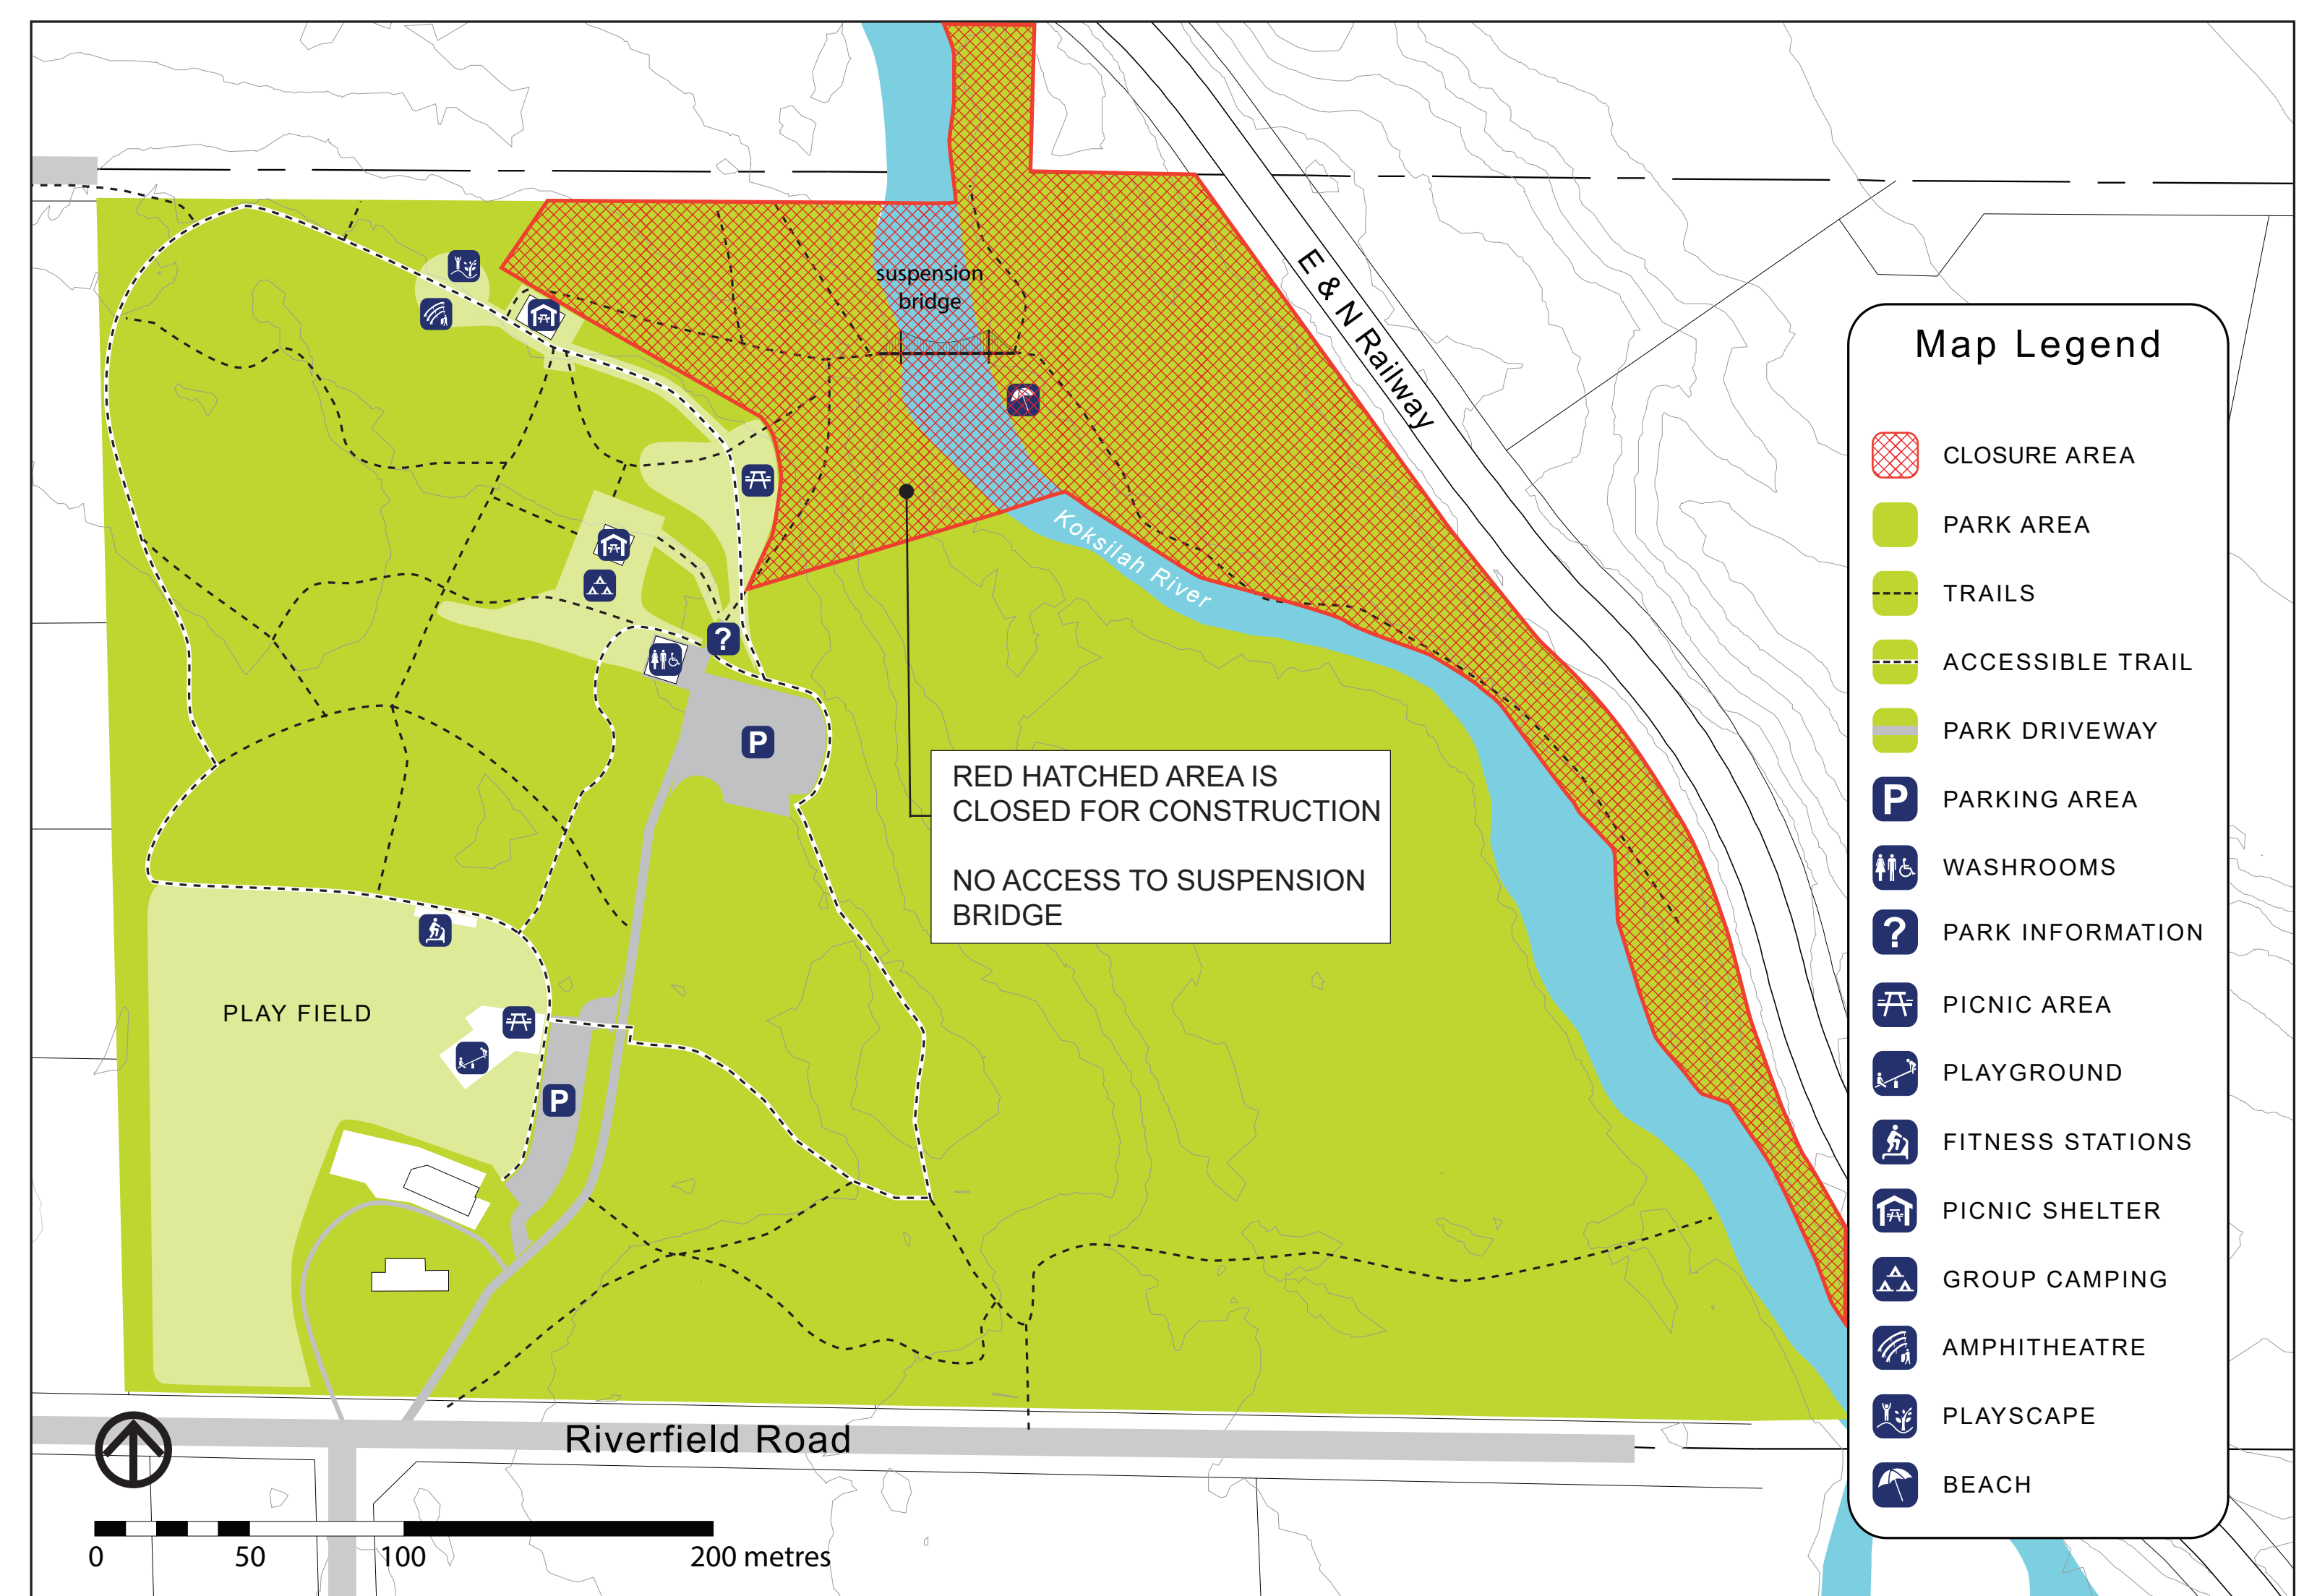 suspension
bridge
E & N Railway
Koksilah River
RED HATCHED AREA IS
CLOSED FOR CONSTRUCTION
NO ACCESS TO SUSPENSION
BRIDGE
?
P
PLAY FIELD
P
Riverfield Road
0 50 100 200 metres
Map Legend
CLOSURE AREA
PARK AREA
TRAILS
ACCESSIBLE TRAIL
PARK DRIVEWAY
P PARKING AREA
WASHROOMS
? PARK INFORMATION
PICNIC AREA
PLAYGROUND
FITNESS STATIONS
PICNIC SHELTER
GROUP CAMPING
AMPHITHEATRE
PLAYSCAPE
BEACH